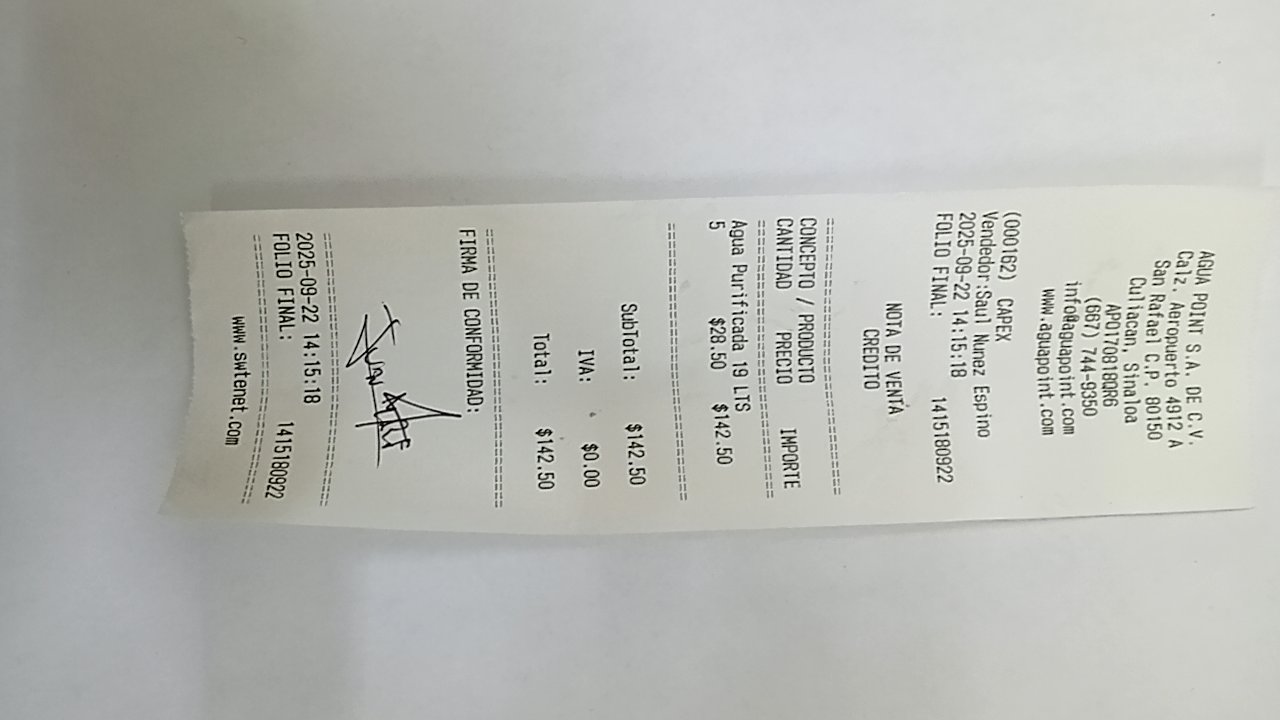 AGUA POINT S.A. DE C.V.
Calz. Aeropuerto 4912 A
San Rafael C.P. 80150
Culiacan, Sinaloa
APO170818QR6
(667) 744-9350
info@aguapoint.com
www.aguapoint.com
(000162) CAPEX
Vendedor:Saul Nunez Espino
2025-09-22 14:15:18
FOLIO FINAL: 1415180922
NOTA DE VENTA
CREDITO
CONCEPTO / PRODUCTO
CANTIDAD PRECIO IMPORTE
Agua Purificada 19 LTS
5 $28.50 $142.50
SubTotal: $142.50
IVA: $0.00
Total: $142.50
FIRMA DE CONFORMIDAD:
2025-09-22 14:15:18
FOLIO FINAL: 1415180922
www.swtenet.com